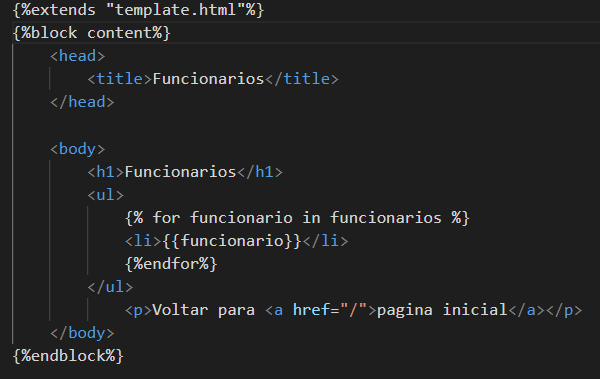 {%extends "template.html"%}
{%block content%}
<head>
<title>Funcionarios</title>
</head>
<body>
<h1>Funcionarios</h1>
<ul>
{% for funcionario in funcionarios %}
<li>{{funcionario}}</li>
{%endfor%}
</ul>
<p>Voltar para <a href="/">pagina inicial</a></p>
</body>
{%endblock%}